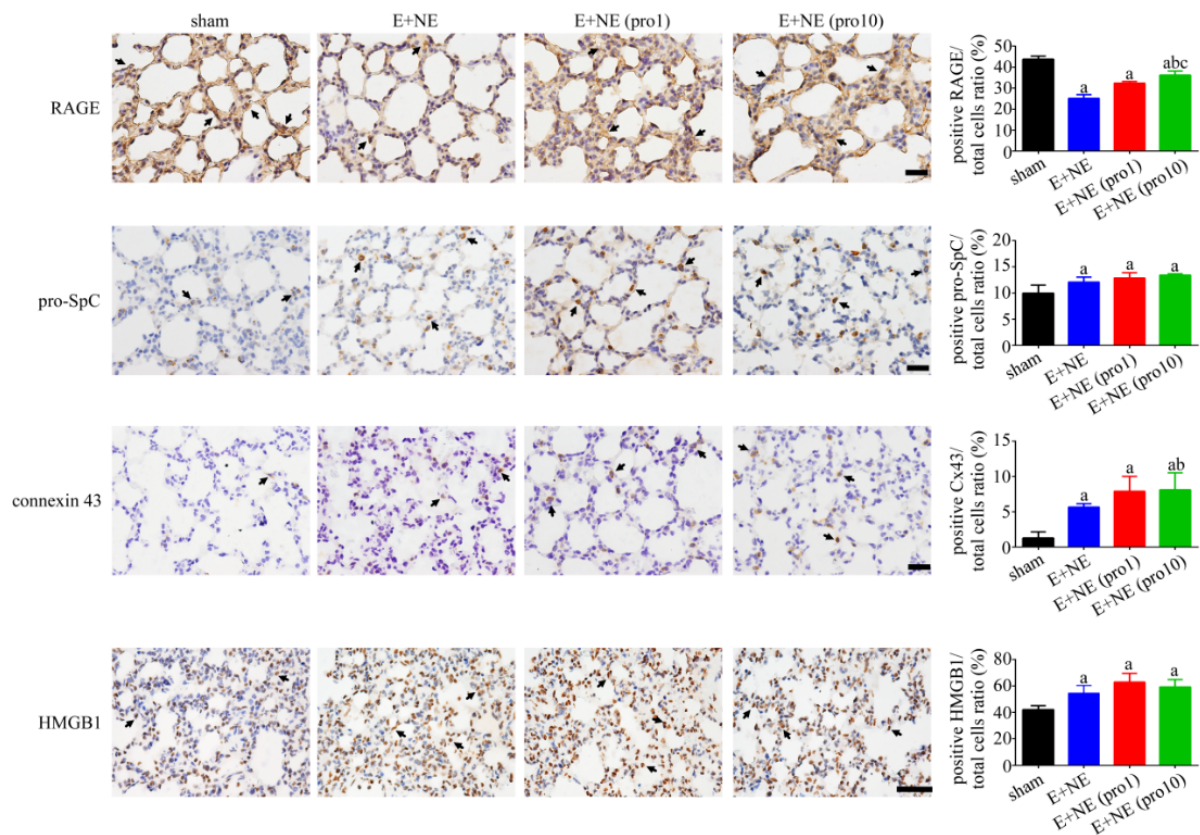 sham E+NE E+NE (pro1) E+NE (pro10)
RAGE
positive RAGE/
total cells ratio (%)
50
40
30
20
10
0
a a abc
sham E+NE E+NE (pro1) E+NE (pro10)
pro-SpC
positive pro-SpC/
total cells ratio (%)
20
15
10
5
0
a a a
sham E+NE E+NE (pro1) E+NE (pro10)
connexin 43
positive Cx43/
total cells ratio (%)
15
10
5
0
a a ab
sham E+NE E+NE (pro1) E+NE (pro10)
HMGB1
positive HMGB1/
total cells ratio (%)
80
60
40
20
0
a a a
sham E+NE E+NE (pro1) E+NE (pro10)